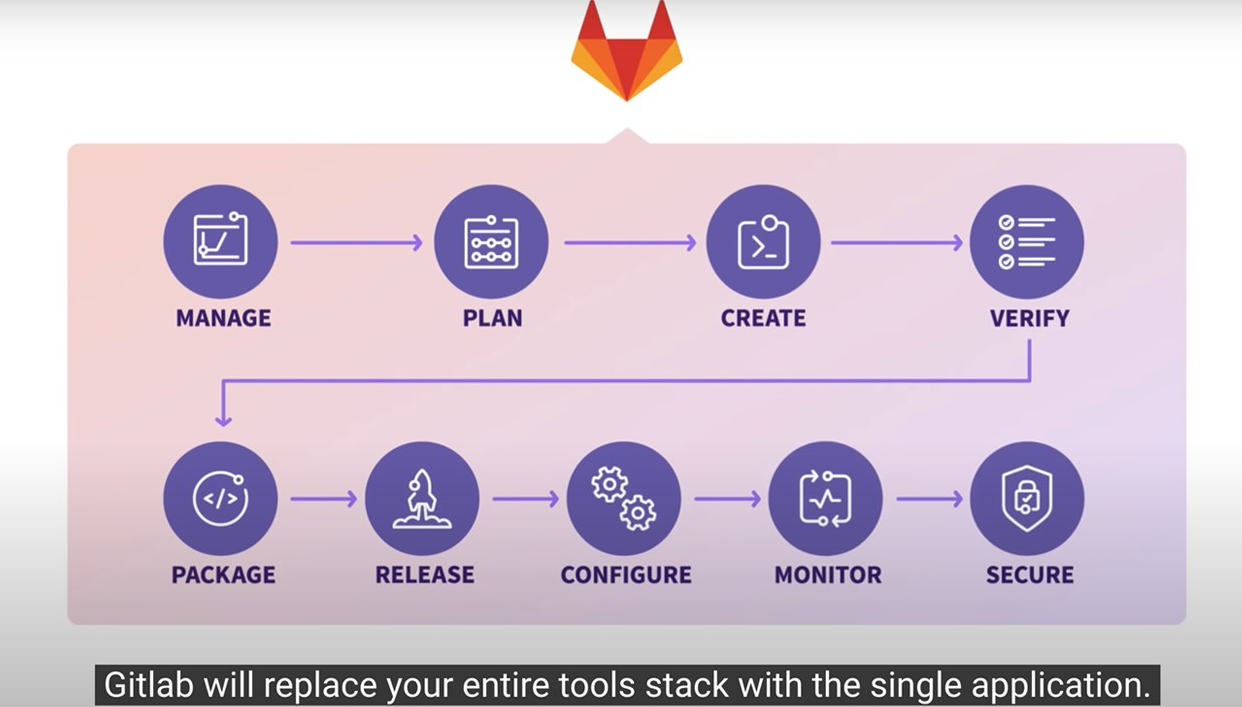 MANAGE
PLAN
CREATE
VERIFY
PACKAGE
RELEASE
CONFIGURE
MONITOR
SECURE
Gitlab will replace your entire tools stack with the single application.